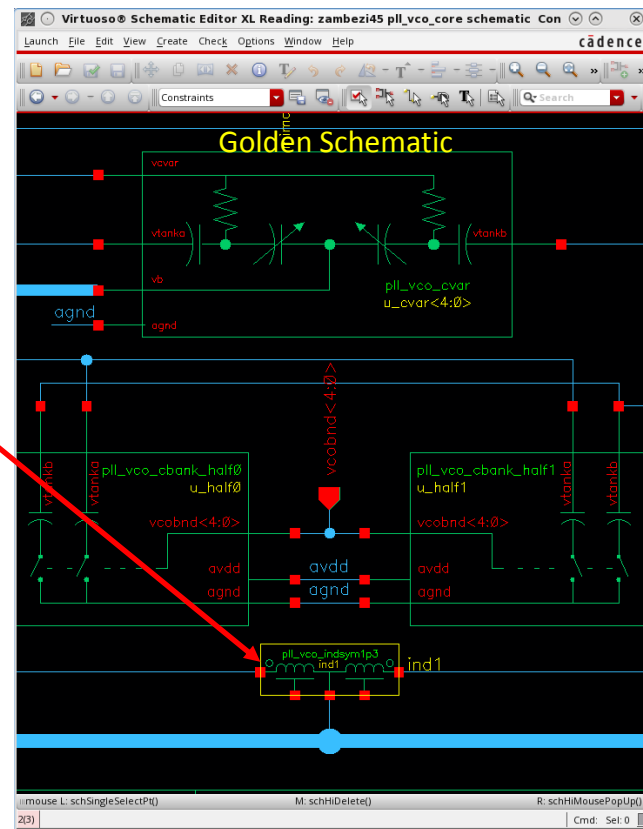 Virtuoso® Schematic Editor XL Reading: zambezi45 pll_vco_core schematic Con
Launch File Edit View Create Check Options Window Help
cādence
Constraints
Search
Golden Schematic
vcvar
vtanka
vtankb
vb
pll_vco_cvar
u_cvar<4:0>
agnd
agnd
vcobnd<4:0>
vtankb
vtanka
pll_vco_cbank_half0
u_half0
pll_vco_cbank_half1
u_half1
vtanka
vtankb
vcobnd<4:0>
vcobnd<4:0>
avdd
avdd
avdd
agnd
agnd
agnd
pll_vco_indsym1p3
ind1
ind1
mouse L: schSingleSelectPt()
M: schHiDelete()
R: schHiMousePopUp()
2(3)
Cmd: Sel: 0